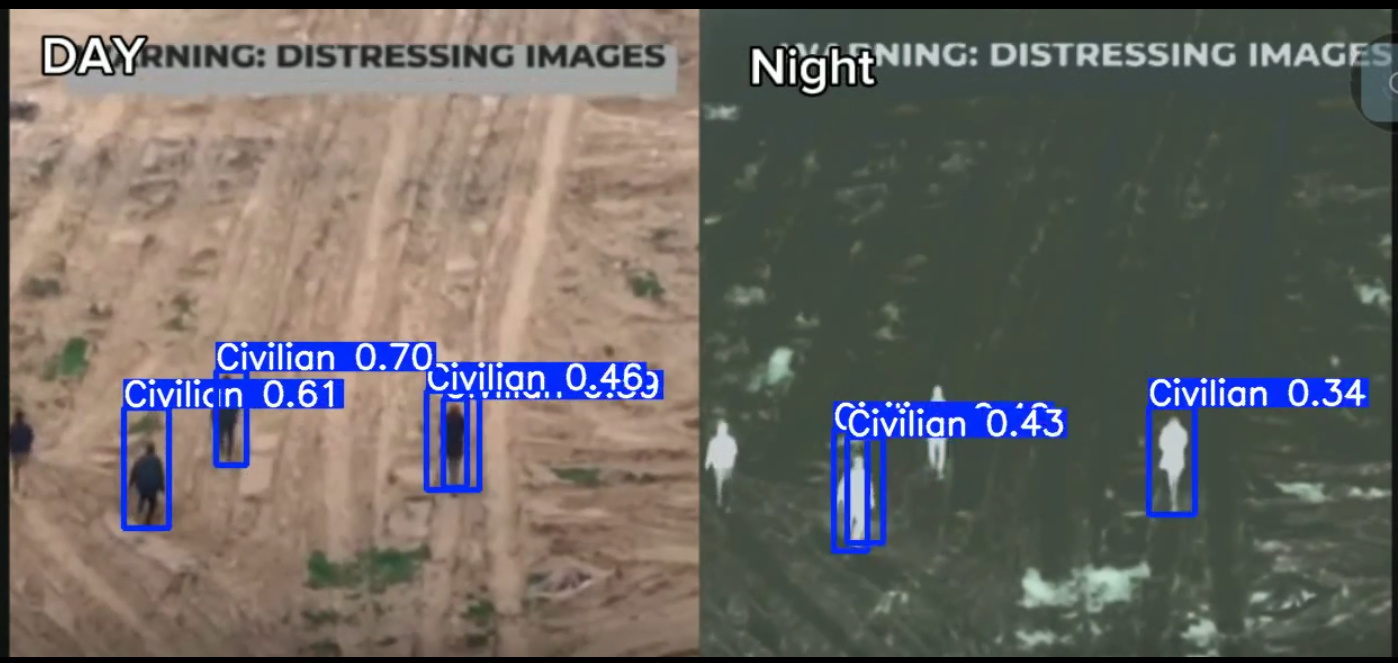 DAY
RNING: DISTRESSING IMAGES
Night
NING: DISTRESSING IMAGES
Civilian 0.70
Civilian 0.61
Civilian 0.46
Civilian 0.43
Civilian 0.34